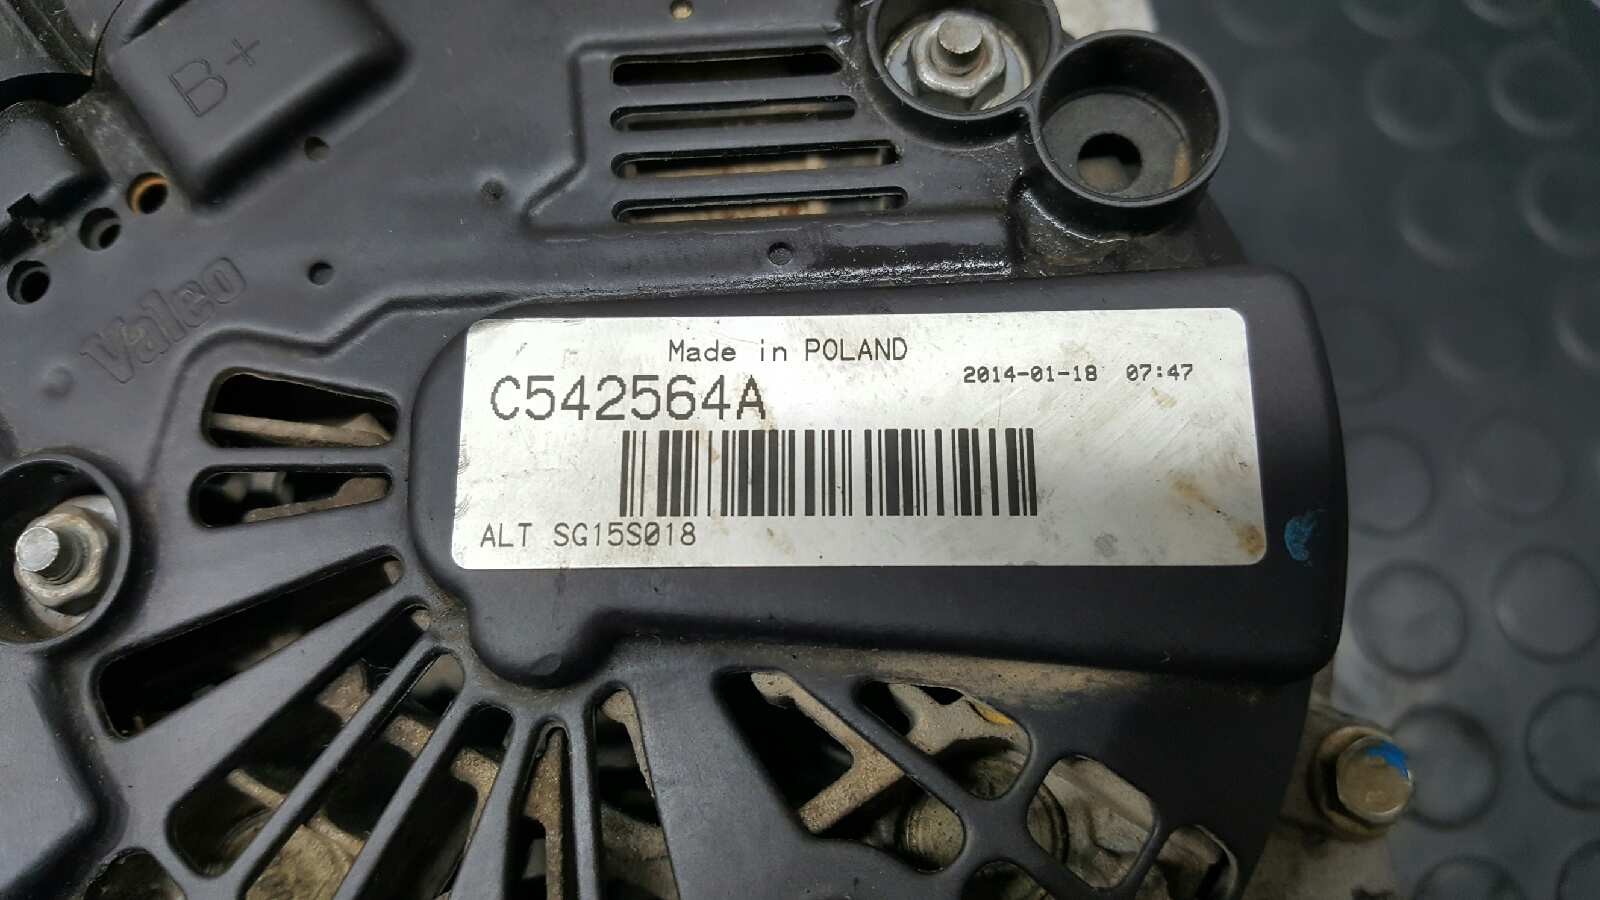 B+
Valeo
Made in POLAND
C542564A
2014-01-18 07:47
ALT SG15S018